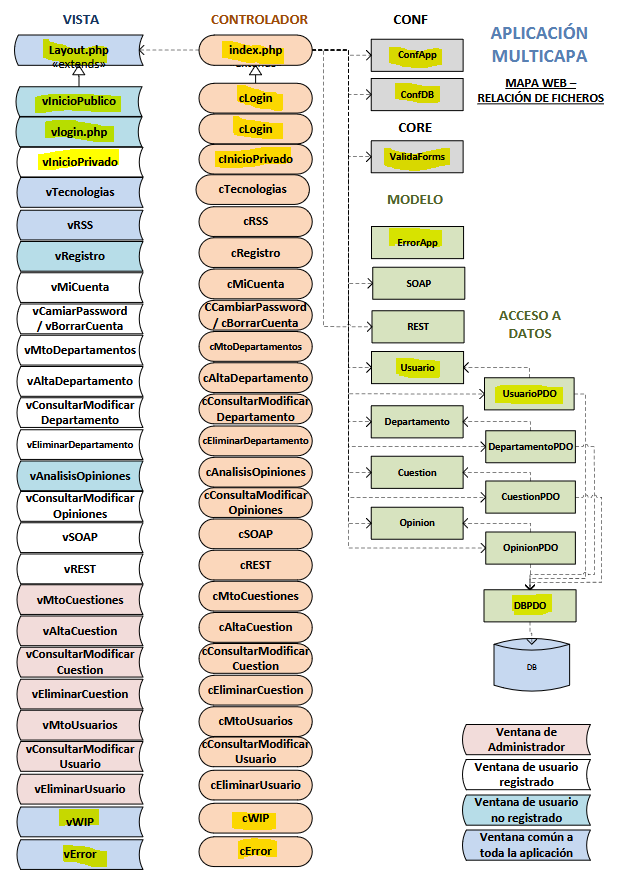 VISTA
Layout.php
«extends»
vInicioPublico
vlogin.php
vInicioPrivado
vTecnologias
vRSS
vRegistro
vMiCuenta
vCamiarPassword
/ vBorrarCuenta
vMtoDepartamentos
vAltaDepartamento
vConsultarModificar
Departamento
vEliminarDepartamento
vAnalisisOpiniones
vConsultarModificar
Opiniones
vSOAP
vREST
vMtoCuestiones
vAltaCuestion
vConsultarModificar
Cuestion
vEliminarCuestion
vMtoUsuarios
vConsultarModificar
Usuario
vEliminarUsuario
vWIP
vError
CONTROLADOR
index.php
cLogin
cLogin
cInicioPrivado
cTecnologias
cRSS
cRegistro
cMiCuenta
CCambiarPassword
/ cBorrarCuenta
cMtoDepartamentos
cAltaDepartamento
cConsultarModificar
Departamento
cEliminarDepartamento
cAnalisisOpiniones
cConsultaModificar
Opiniones
cSOAP
cREST
cMtoCuestiones
cAltaCuestion
cConsultarModificar
Cuestion
cEliminarCuestion
cMtoUsuarios
cConsultarModificar
Usuario
cEliminarUsuario
cWIP
cError
CONF
ConfApp
ConfDB
CORE
ValidaForms
MODELO
ErrorApp
SOAP
REST
Usuario
Departamento
Cuestion
Opinion
APLICACIÓN
MULTICAPA
MAPA WEB –
RELACIÓN DE FICHEROS
ACCESO A
DATOS
UsuarioPDO
DepartamentoPDO
CuestionPDO
OpinionPDO
DBPDO
DB
Ventana de
Administrador
Ventana de usuario
registrado
Ventana de usuario
no registrado
Ventana común a
toda la aplicación